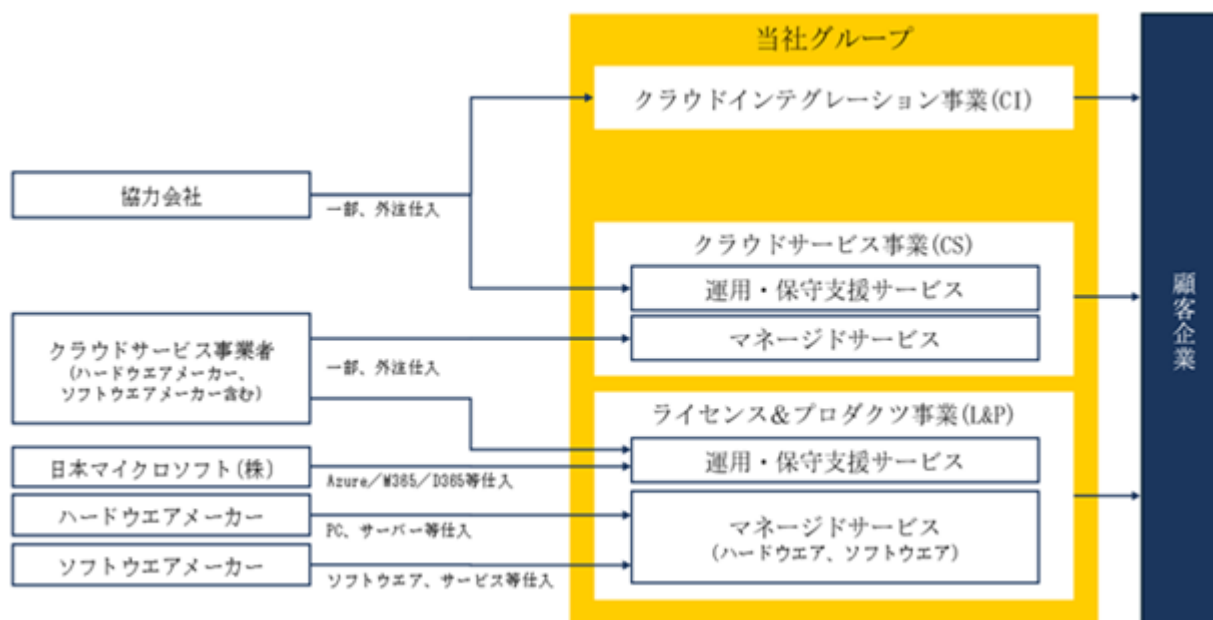 当社グループ
クラウドインテグレーション事業(CI)
協力会社
一部、外注仕入
クラウドサービス事業(CS)
運用・保守支援サービス
マネージドサービス
クラウドサービス事業者
(ハードウエアメーカー、
ソフトウエアメーカー含む)
一部、外注仕入
ライセンス&プロダクツ事業(L&P)
運用・保守支援サービス
日本マイクロソフト(株)
Azure/M365/D365等仕入
ハードウエアメーカー
PC、サーバー等仕入
マネージドサービス
(ハードウエア、ソフトウエア)
ソフトウエアメーカー
ソフトウエア、サービス等仕入
顧客企業